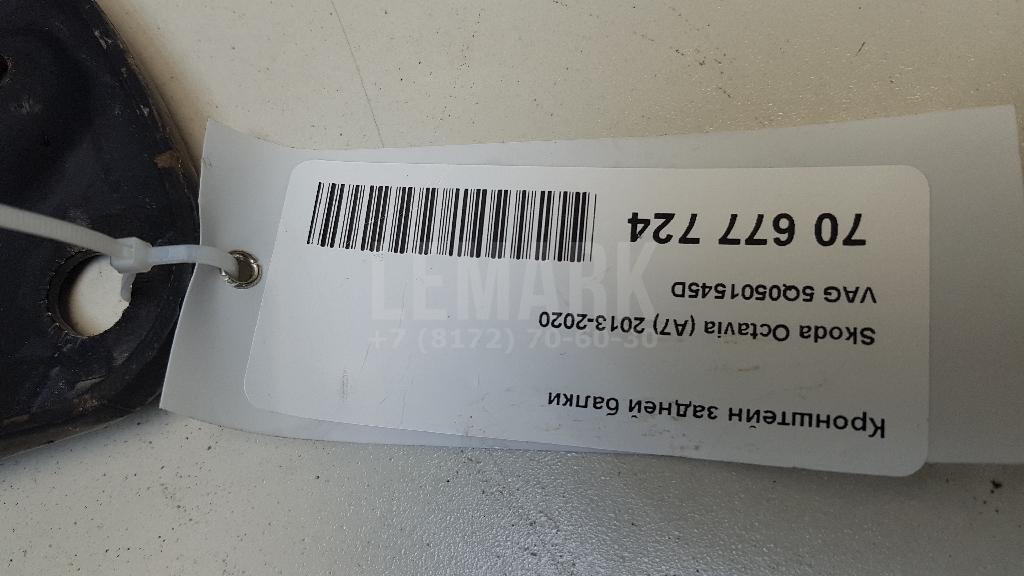 Кронштейн задней балки
Skoda Octavia (A7) 2013-2020
VAG 5Q0501545D
70 677 724
LEMARK
+7 (8172) 70-60-30